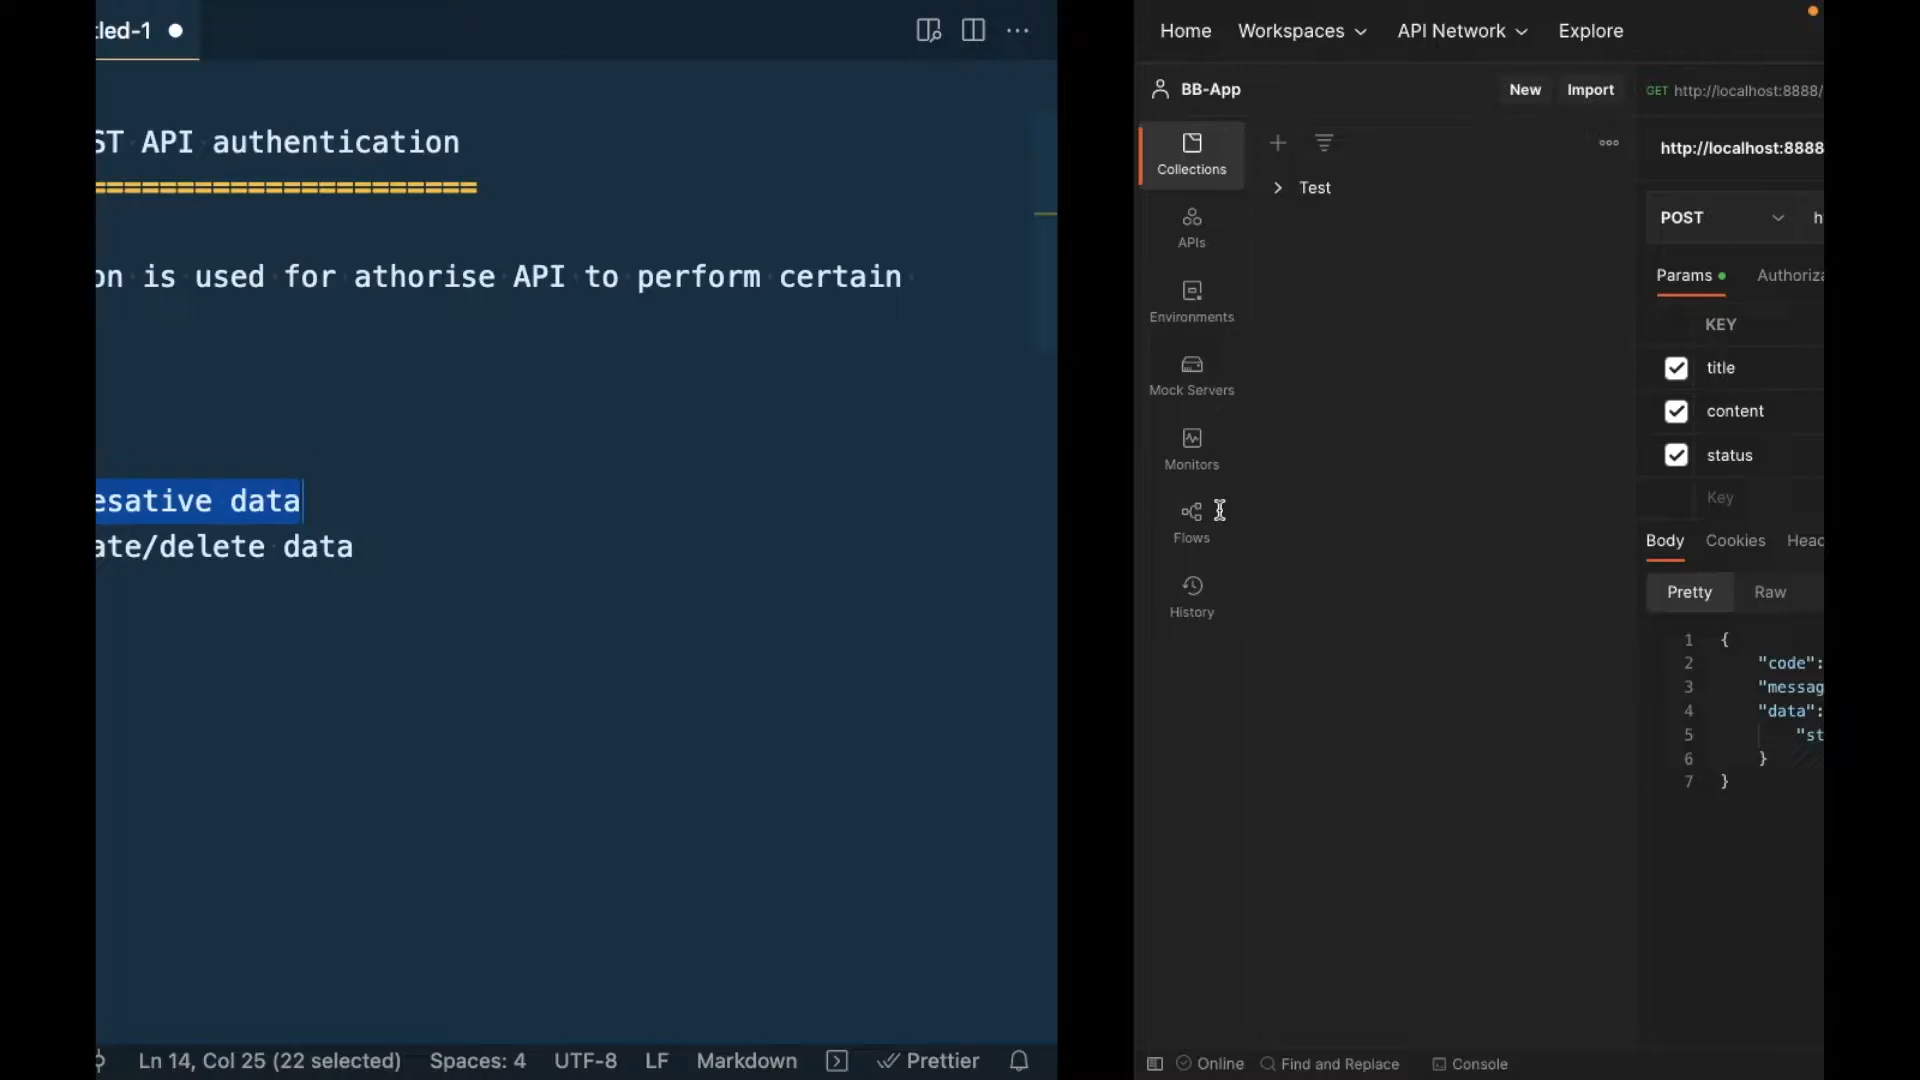 led-1
ST API authentication
=====================
on is used for athorise API to perform certain
esative data
ate/delete data
Ln 14, Col 25 (22 selected) Spaces: 4 UTF-8 LF Markdown Prettier
Home Workspaces API Network Explore
BB-App New Import
GET http://localhost:8888/
Collections
APIs
Environments
Mock Servers
Monitors
Flows
History
Test
http://localhost:8888
POST h
Params Authoriza
KEY
title
content
status
Key
Body Cookies Head
Pretty Raw
1 {
2 "code":
3 "messag
4 "data":
5 "st
6 }
7 }
Online Find and Replace Console